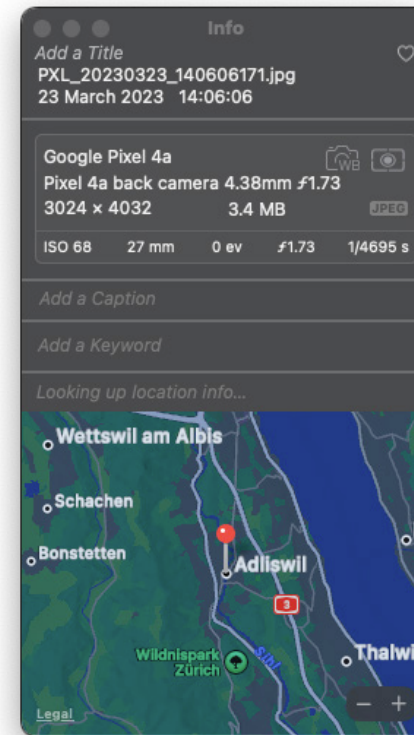 Info
Add a Title
PXL_20230323_140606171.jpg
23 March 2023 14:06:06
Google Pixel 4a
WB
Pixel 4a back camera 4.38mm ƒ1.73
3024 × 4032 3.4 MB JPEG
ISO 68 27 mm 0 ev ƒ1.73 1/4695 s
Add a Caption
Add a Keyword
Looking up location info...
Wettswil am Albis
Schachen
Bonstetten
Adliswil
3
Wildnispark
Zürich
Sihl
Thalwi
Legal